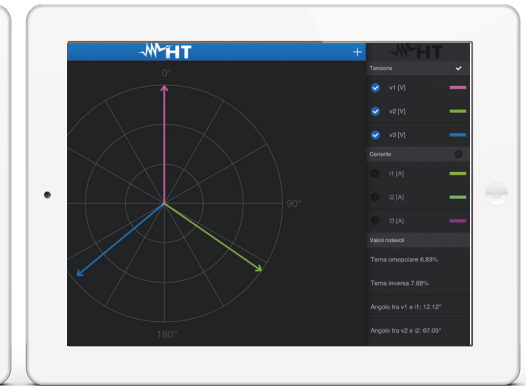 HT
+
HT
0°
90°
180°
Tensione
v1 [V]
v2 [V]
v3 [V]
Corrente
i1 [A]
i2 [A]
i3 [A]
Valori notevoli
Terna omopolare 6.83%
Terna inversa 7.88%
Angolo tra v1 e i1: 12.12°
Angolo tra v2 e i2: 67.05°